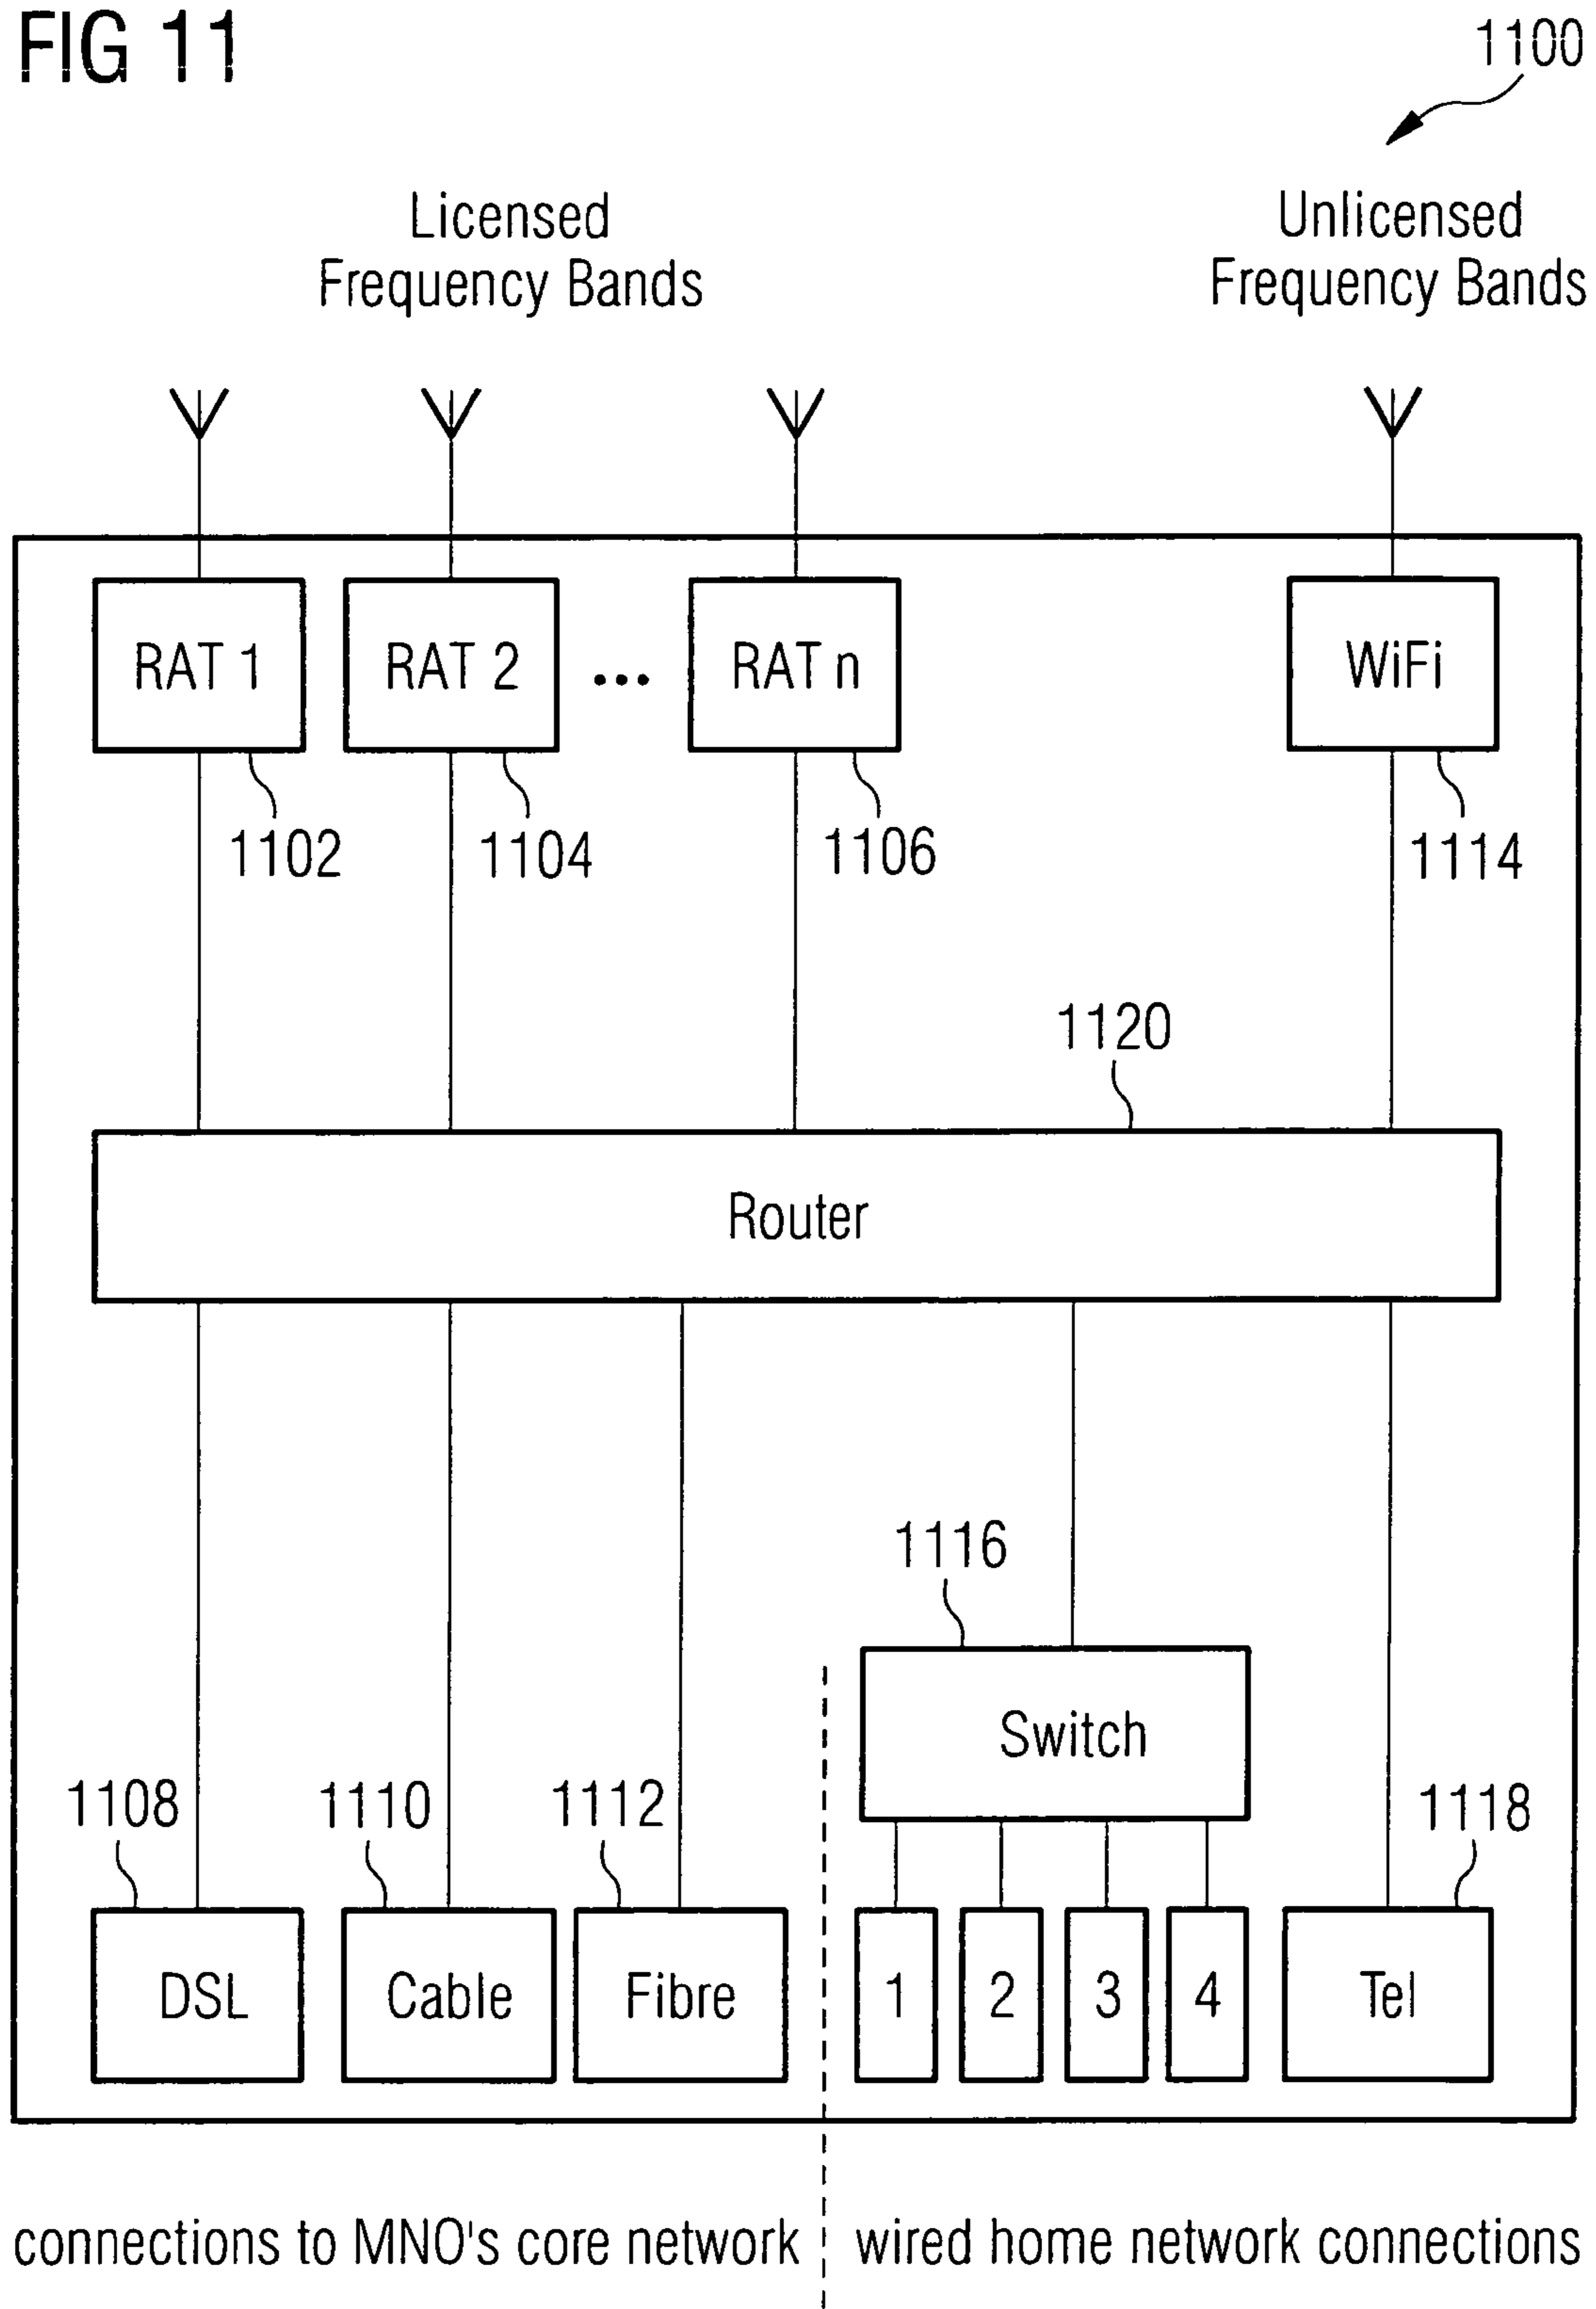 FIG 11
1100
Licensed
Frequency Bands
Unlicensed
Frequency Bands
RAT 1
RAT 2
...
RAT n
WiFi
1102
1104
1106
1114
1120
Router
1116
Switch
1108
1110
1112
1118
DSL
Cable
Fibre
1
2
3
4
Tel
connections to MNO's core network
wired home network connections